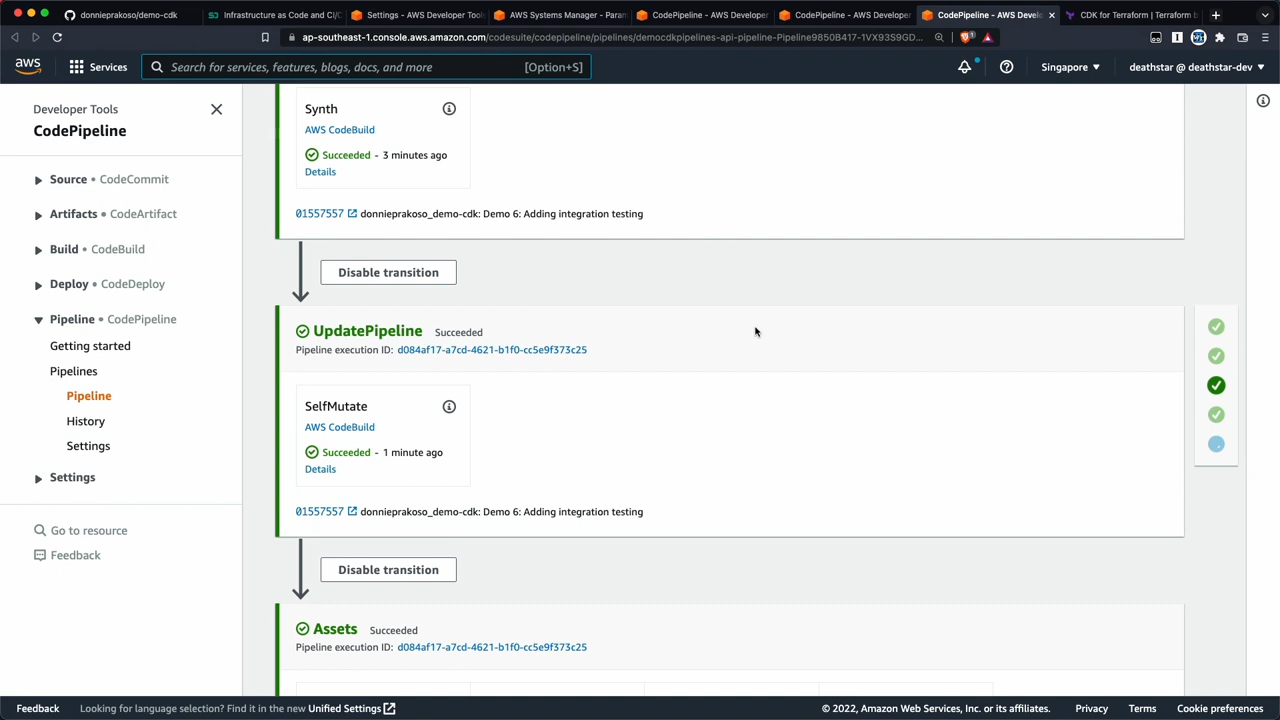 donnieprakoso/demo-cdk
Infrastructure as Code and CI/C
Settings - AWS Developer Tool
AWS Systems Manager - Param
CodePipeline - AWS Developer
CodePipeline - AWS Develope
CodePipeline - AWS Develo
CDK for Terraform | Terraform b
ap-southeast-1.console.aws.amazon.com/codesuite/codepipeline/pipelines/democdkpipelines-api-pipeline-Pipeline9850B417-1VX93S9GD...
aws
Services
Search for services, features, blogs, docs, and more
[Option+S]
Singapore
deathstar @ deathstar-dev
Developer Tools
CodePipeline
Source • CodeCommit
Artifacts • CodeArtifact
Build • CodeBuild
Deploy • CodeDeploy
Pipeline • CodePipeline
Getting started
Pipelines
Pipeline
History
Settings
Settings
Go to resource
Feedback
Synth
AWS CodeBuild
Succeeded - 3 minutes ago
Details
01557557 donnieprakoso_demo-cdk: Demo 6: Adding integration testing
Disable transition
UpdatePipeline Succeeded
Pipeline execution ID: d084af17-a7cd-4621-b1f0-cc5e9f373c25
SelfMutate
AWS CodeBuild
Succeeded - 1 minute ago
Details
01557557 donnieprakoso_demo-cdk: Demo 6: Adding integration testing
Disable transition
Assets Succeeded
Pipeline execution ID: d084af17-a7cd-4621-b1f0-cc5e9f373c25
Feedback
Looking for language selection? Find it in the new Unified Settings
© 2022, Amazon Web Services, Inc. or its affiliates.
Privacy
Terms
Cookie preferences